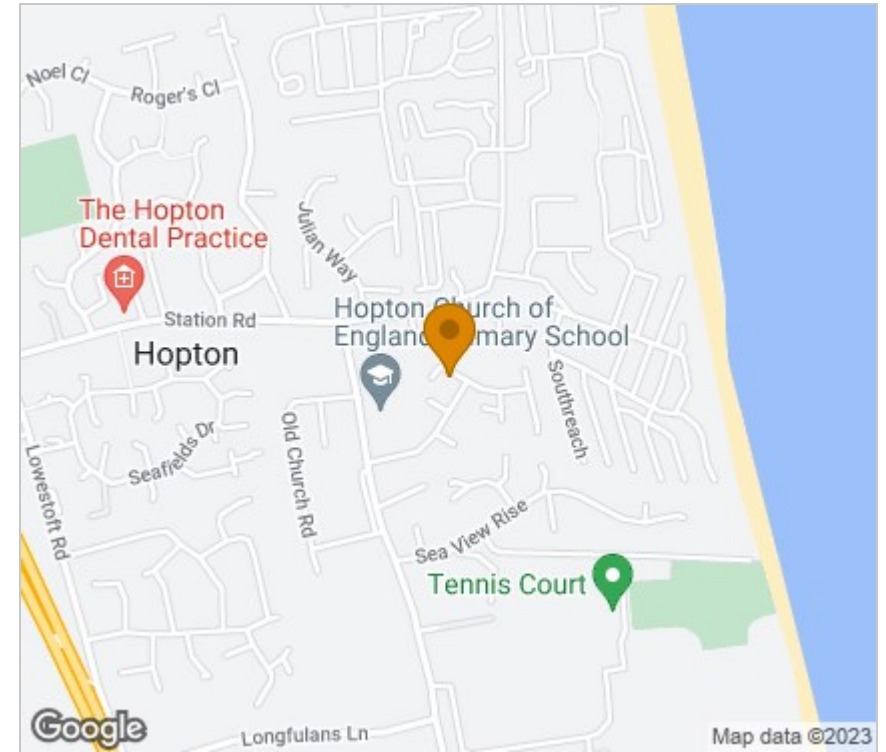 Noel Cl
Roger's Cl
The Hopton
Dental Practice
Julian Way
Station Rd
Hopton
Hopton Church of
England Primary School
Southreach
Old Church Rd
Seafields Dr
Lowestoft Rd
Sea View Rise
Tennis Court
Google
Longfulans Ln
Map data ©2023